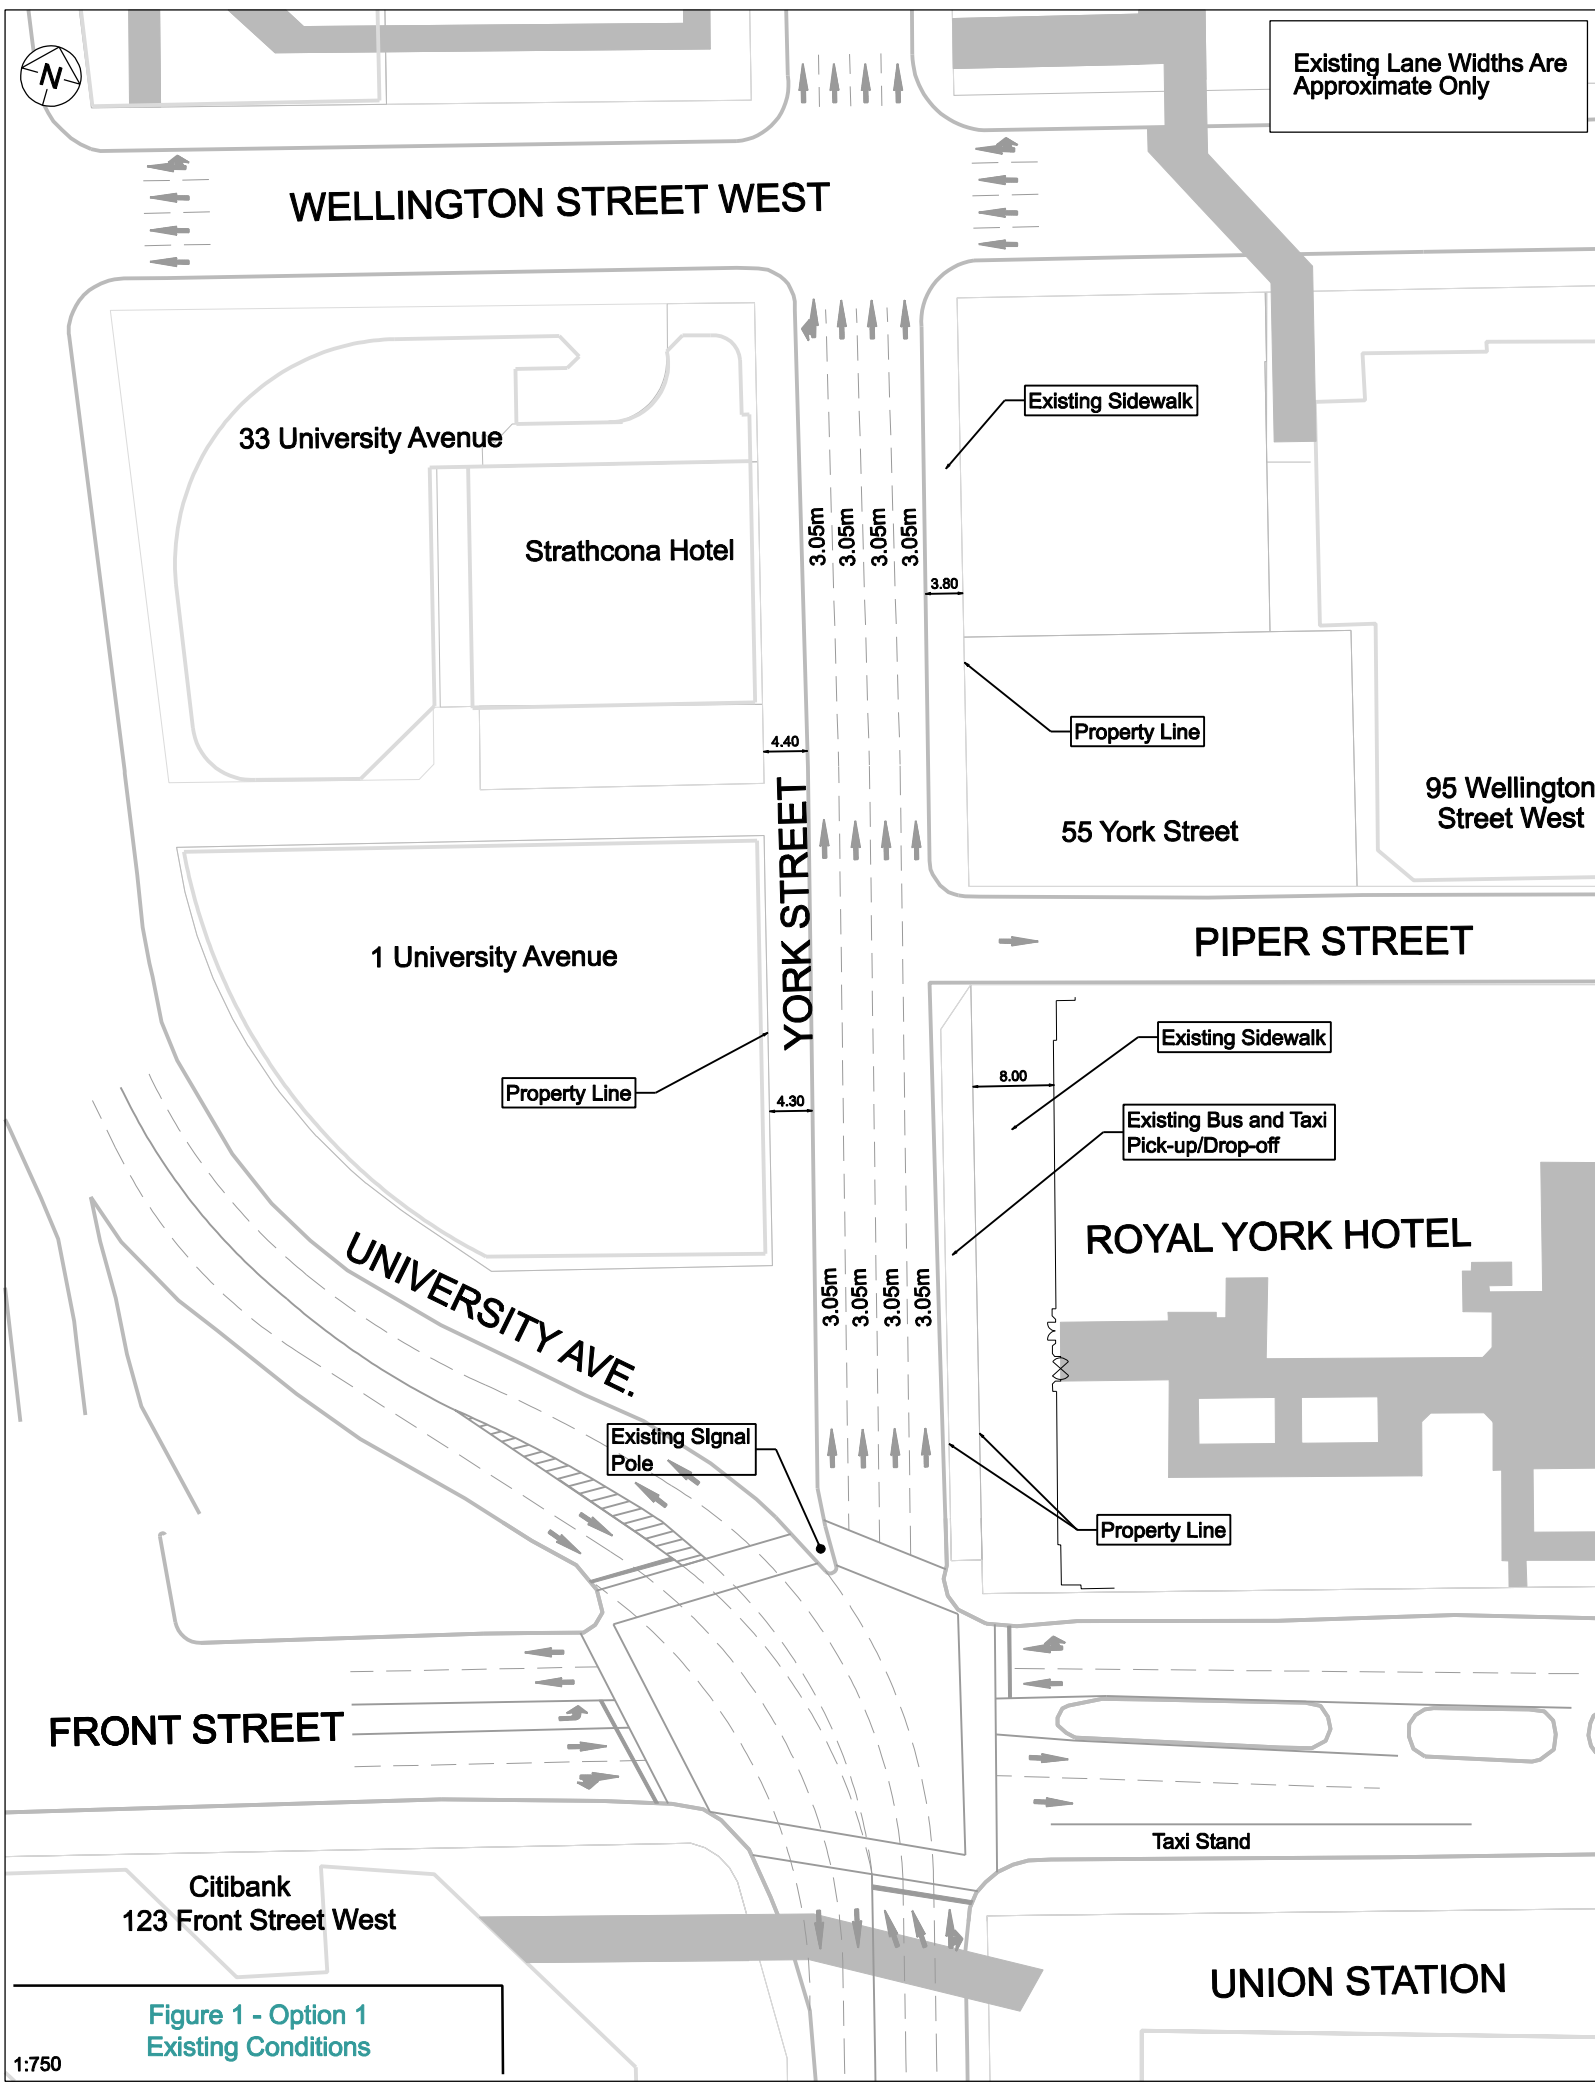 N
Existing Lane Widths Are
Approximate Only
WELLINGTON STREET WEST
Existing Sidewalk
33 University Avenue
Strathcona Hotel
3.05m
3.05m
3.05m
3.05m
3.80
Property Line
4.40
95 Wellington
Street West
55 York Street
YORK STREET
PIPER STREET
1 University Avenue
Existing Sidewalk
8.00
Property Line
4.30
Existing Bus and Taxi
Pick-up/Drop-off
ROYAL YORK HOTEL
UNIVERSITY AVE.
3.05m
3.05m
3.05m
3.05m
Existing SIgnal
Pole
Property Line
FRONT STREET
Taxi Stand
Citibank
123 Front Street West
UNION STATION
Figure 1 - Option 1
Existing Conditions
1:750